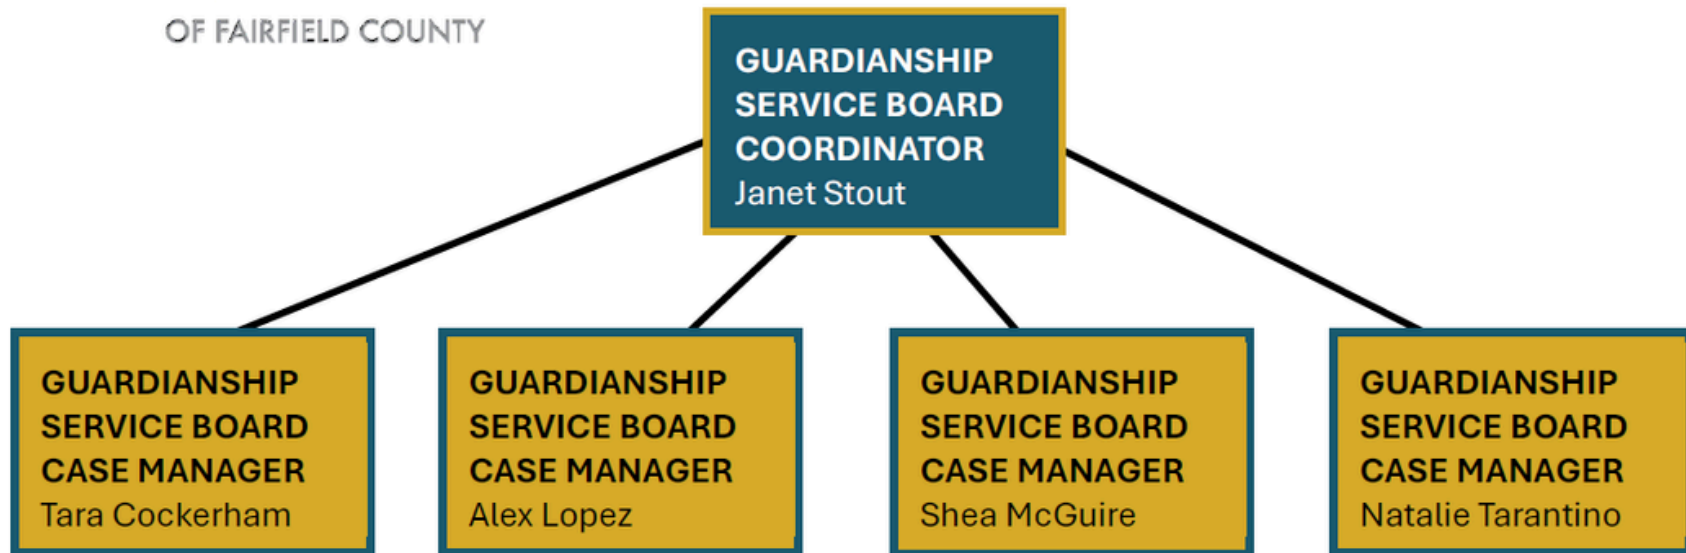 OF FAIRFIELD COUNTY
GUARDIANSHIP
SERVICE BOARD
COORDINATOR
Janet Stout
GUARDIANSHIP
SERVICE BOARD
CASE MANAGER
Tara Cockerham
GUARDIANSHIP
SERVICE BOARD
CASE MANAGER
Alex Lopez
GUARDIANSHIP
SERVICE BOARD
CASE MANAGER
Shea McGuire
GUARDIANSHIP
SERVICE BOARD
CASE MANAGER
Natalie Tarantino